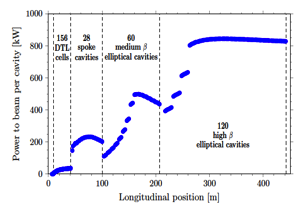 1000
800
600
400
200
0
Power to beam per cavity [kW]
156
DTL
cells
28
spoke
cavities
60
medium β
elliptical cavities
120
high β
elliptical cavities
0
100
200
300
400
Longitudinal position [m]